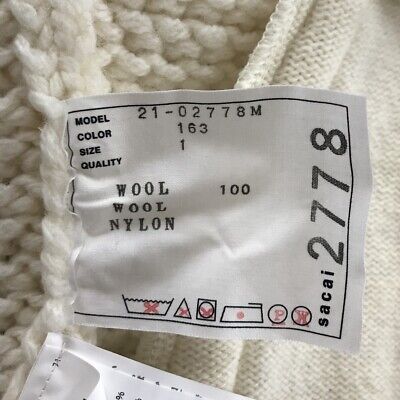 MODEL 21-02778M
COLOR 163
SIZE 1
QUALITY
WOOL 100
WOOL
NYLON
P W
sacai 2778